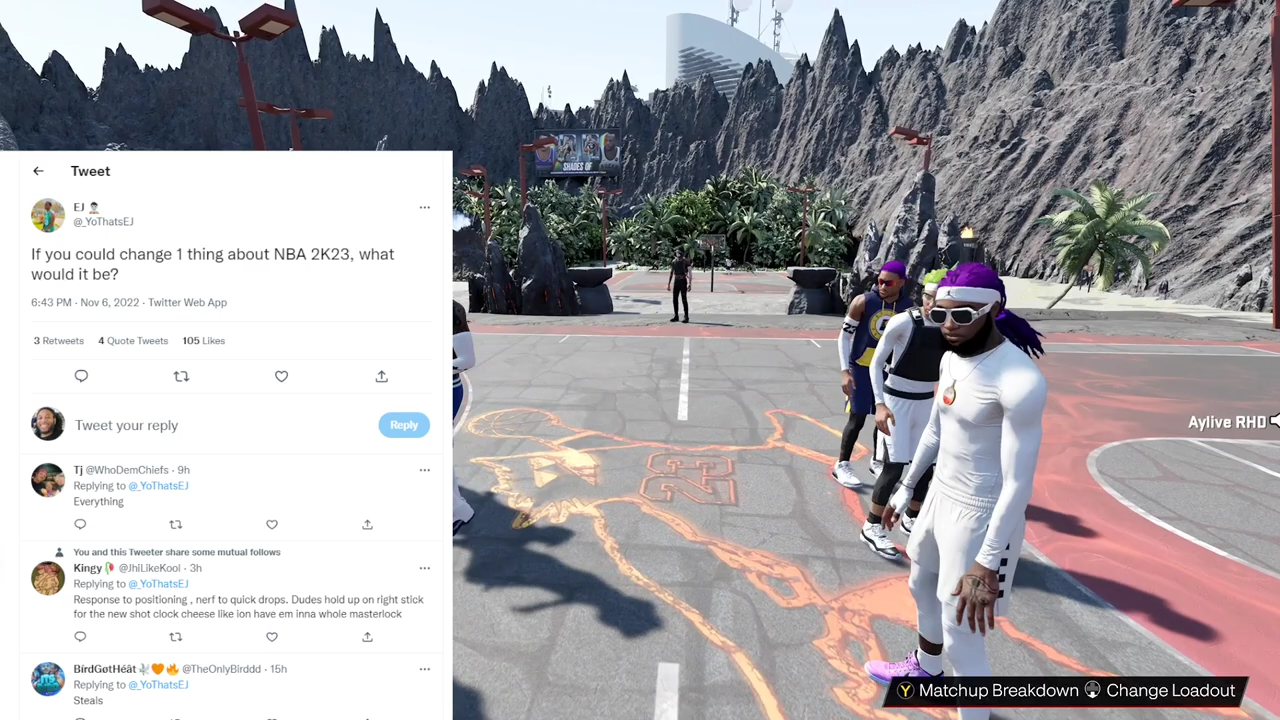 SHADES OF
Tweet
EJ
@_YoThatsEJ
If you could change 1 thing about NBA 2K23, what
would it be?
6:43 PM · Nov 6, 2022 · Twitter Web App
3 Retweets 4 Quote Tweets 105 Likes
Tweet your reply
Reply
Tj @WhoDemChiefs · 9h
Replying to @_YoThatsEJ
Everything
You and this Tweeter share some mutual follows
Kingy @JhiLikeKool · 3h
Replying to @_YoThatsEJ
Response to positioning , nerf to quick drops. Dudes hold up on right stick
for the new shot clock cheese like ion have em inna whole masterlock
BírdGotHéāt @TheOnlyBirddd · 15h
Replying to @_YoThatsEJ
Steals
23
Aylive RHD
Y Matchup Breakdown Change Loadout